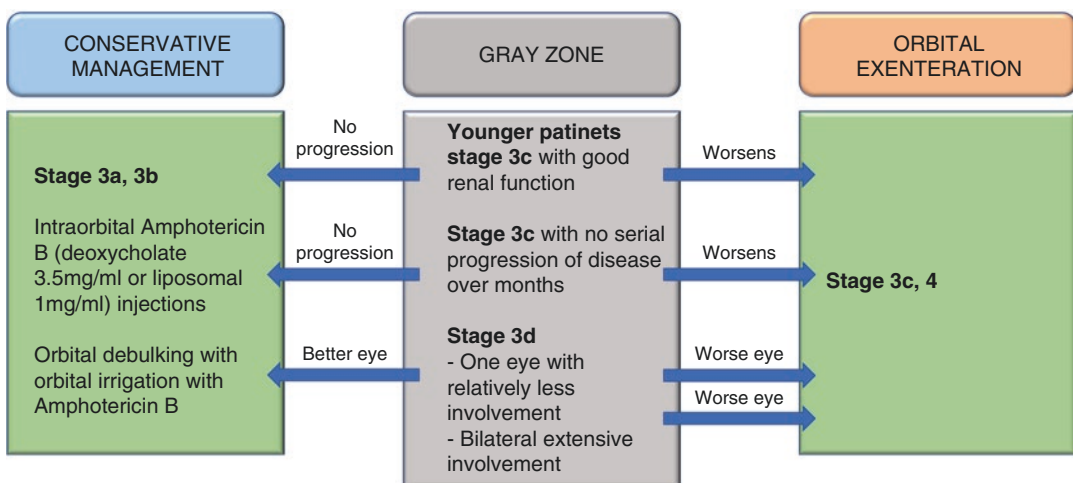 CONSERVATIVE
MANAGEMENT
GRAY ZONE
ORBITAL
EXENTERATION
Stage 3a, 3b
Intraorbital Amphotericin
B (deoxycholate
3.5mg/ml or liposomal
1mg/ml) injections
Orbital debulking with
orbital irrigation with
Amphotericin B
No
progression
No
progression
Better eye
Younger patinets
stage 3c with good
renal function
Stage 3c with no serial
progression of disease
over months
Stage 3d
- One eye with
relatively less
involvement
- Bilateral extensive
involvement
Worsens
Worsens
Worse eye
Worse eye
Stage 3c, 4